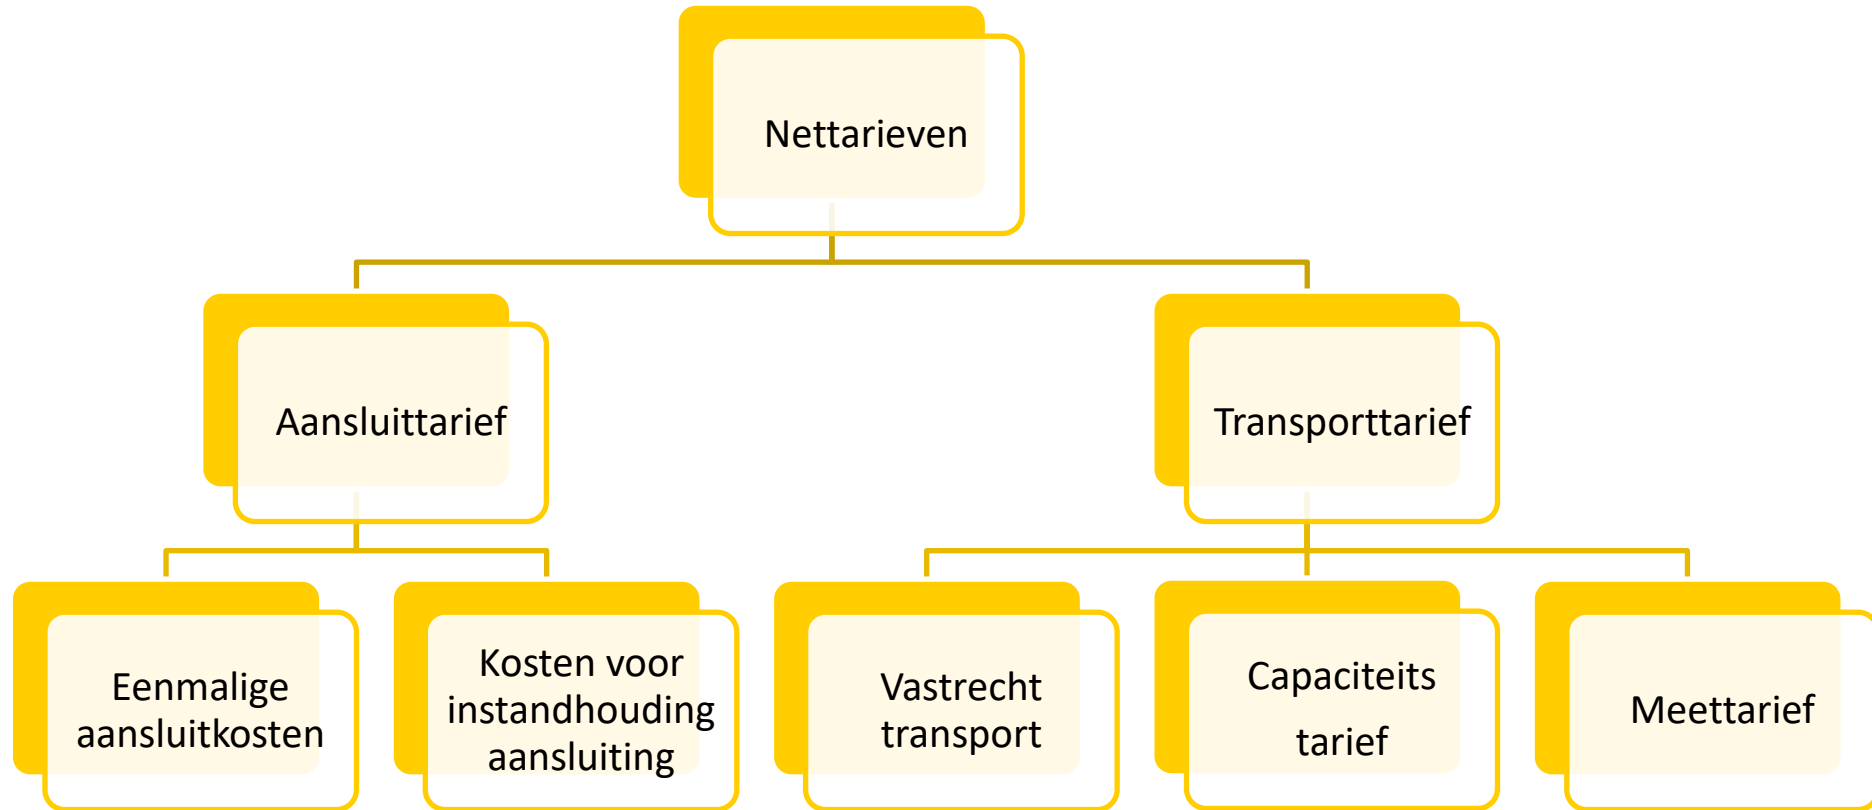 Nettarieven
Aansluittarief
Transporttarief
Eenmalige
aansluitkosten
Kosten voor
instandhouding
aansluiting
Vastrecht
transport
Capaciteits
tarief
Meettarief